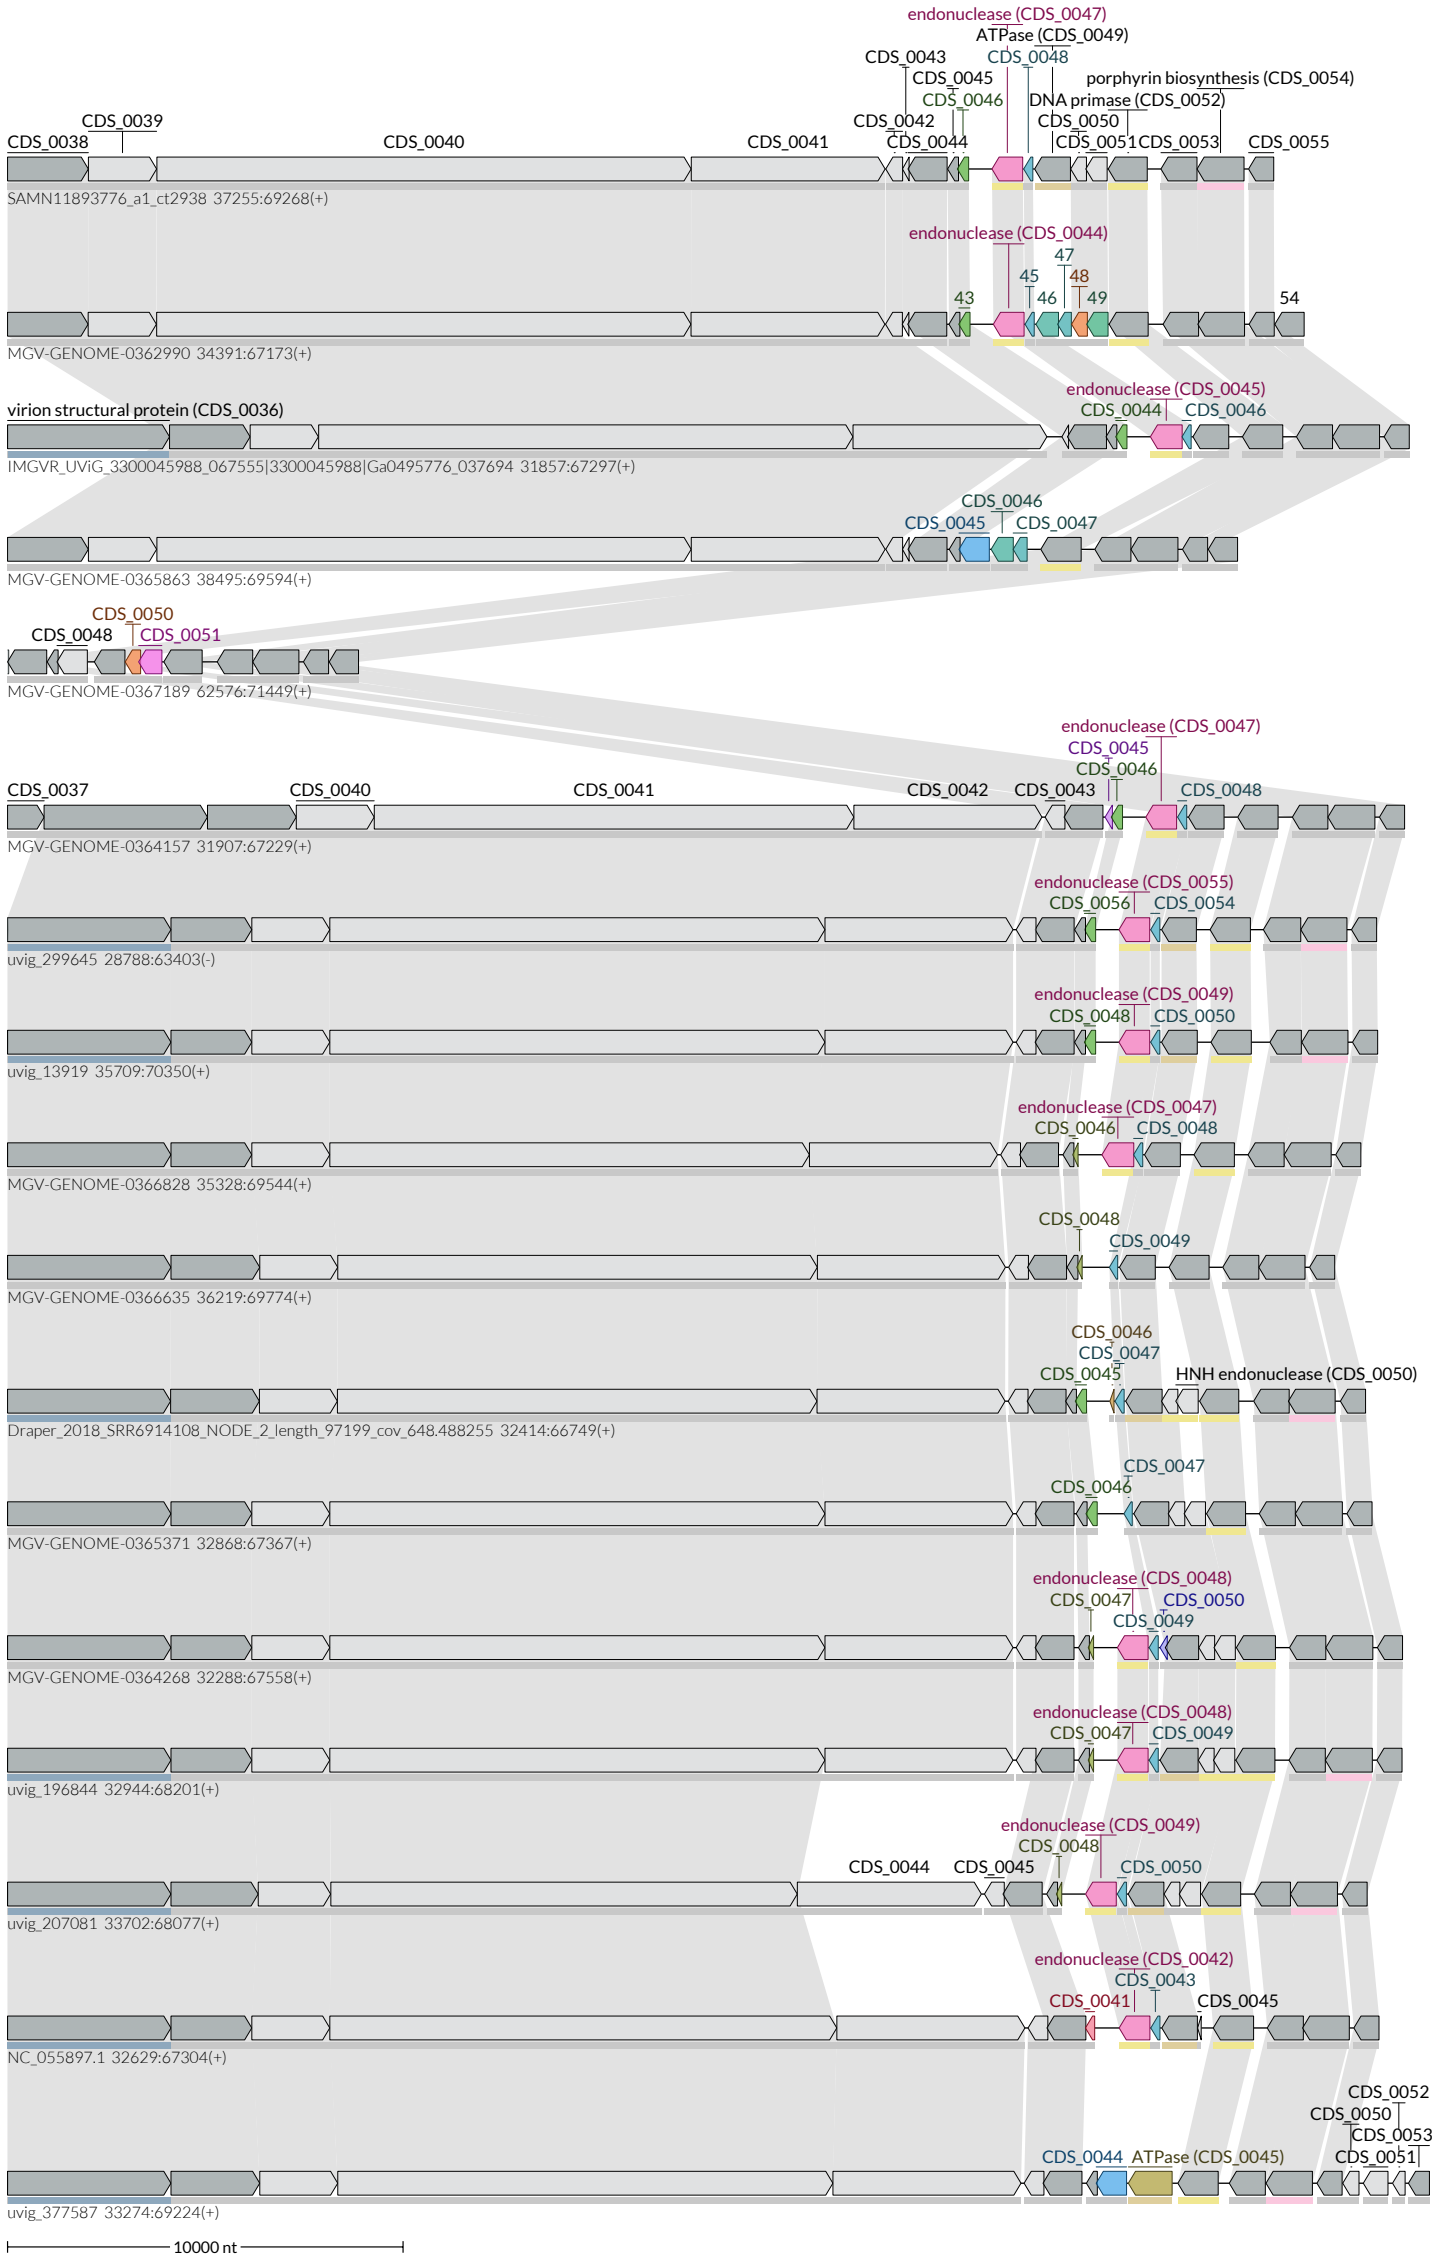 endonuclease (CDS_0047)
ATPase (CDS_0049)
CDS_0043 CDS_0048
CDS_0045 porphyrin biosynthesis (CDS_0054)
CDS_0046 DNA primase (CDS_0052)
CDS_0039 CDS_0042 CDS_0050
CDS_0038 CDS_0040 CDS_0041 CDS_0044 CDS_0051 CDS_0053 CDS_0055
SAMN11893776_a1_ct2938 37255:69268(+)
endonuclease (CDS_0044)
47
45 48
43 46 49 54
MGV-GENOME-0362990 34391:67173(+)
endonuclease (CDS_0045)
virion structural protein (CDS_0036) CDS_0044 CDS_0046
IMGVR_UViG_3300045988_067555|3300045988|Ga0495776_037694 31857:67297(+)
CDS_0046
CDS_0045 CDS_0047
MGV-GENOME-0365863 38495:69594(+)
CDS_0050
CDS_0048 CDS_0051
MGV-GENOME-0367189 62576:71449(+)
endonuclease (CDS_0047)
CDS_0045
CDS_0046
CDS_0037 CDS_0040 CDS_0041 CDS_0042 CDS_0043 CDS_0048
MGV-GENOME-0364157 31907:67229(+)
endonuclease (CDS_0055)
CDS_0056 CDS_0054
uvig_299645 28788:63403(-)
endonuclease (CDS_0049)
CDS_0048 CDS_0050
uvig_13919 35709:70350(+)
endonuclease (CDS_0047)
CDS_0046 CDS_0048
MGV-GENOME-0366828 35328:69544(+)
CDS_0048
CDS_0049
MGV-GENOME-0366635 36219:69774(+)
CDS_0046
CDS_0047
CDS_0045 HNH endonuclease (CDS_0050)
Draper_2018_SRR6914108_NODE_2_length_97199_cov_648.488255 32414:66749(+)
CDS_0047
CDS_0046
MGV-GENOME-0365371 32868:67367(+)
endonuclease (CDS_0048)
CDS_0047 CDS_0050
CDS_0049
MGV-GENOME-0364268 32288:67558(+)
endonuclease (CDS_0048)
CDS_0047 CDS_0049
uvig_196844 32944:68201(+)
endonuclease (CDS_0049)
CDS_0048
CDS_0044 CDS_0045 CDS_0050
uvig_207081 33702:68077(+)
endonuclease (CDS_0042)
CDS_0043
CDS_0041 CDS_0045
NC_055897.1 32629:67304(+)
CDS_0052
CDS_0050
CDS_0053
CDS_0044 ATPase (CDS_0045) CDS_0051
uvig_377587 33274:69224(+)
10000 nt